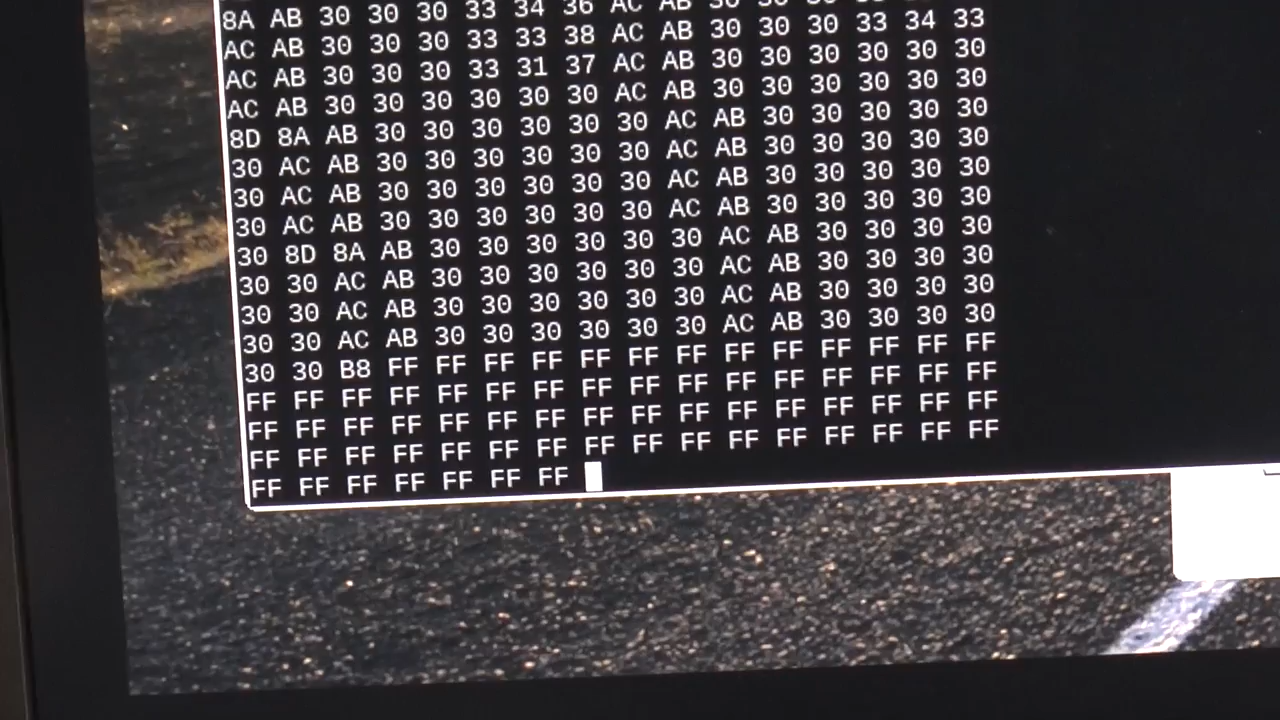 8A AB 30 30 30 33 34 36 AC AB
AC AB 30 30 30 33 33 38 AC AB 30 30 30 33 34 33
AC AB 30 30 30 33 31 37 AC AB 30 30 30 30 30 30
AC AB 30 30 30 30 30 30 AC AB 30 30 30 30 30 30
8D 8A AB 30 30 30 30 30 30 AC AB 30 30 30 30 30
30 AC AB 30 30 30 30 30 30 AC AB 30 30 30 30 30
30 AC AB 30 30 30 30 30 30 AC AB 30 30 30 30 30
30 AC AB 30 30 30 30 30 30 AC AB 30 30 30 30 30
30 8D 8A AB 30 30 30 30 30 30 AC AB 30 30 30 30
30 30 AC AB 30 30 30 30 30 30 AC AB 30 30 30 30
30 30 AC AB 30 30 30 30 30 30 AC AB 30 30 30 30
30 30 AC AB 30 30 30 30 30 30 AC AB 30 30 30 30
30 30 B8 FF FF FF FF FF FF FF FF FF FF FF FF FF
FF FF FF FF FF FF FF FF FF FF FF FF FF FF FF FF
FF FF FF FF FF FF FF FF FF FF FF FF FF FF FF FF
FF FF FF FF FF FF FF FF FF FF FF FF FF FF FF FF
FF FF FF FF FF FF FF